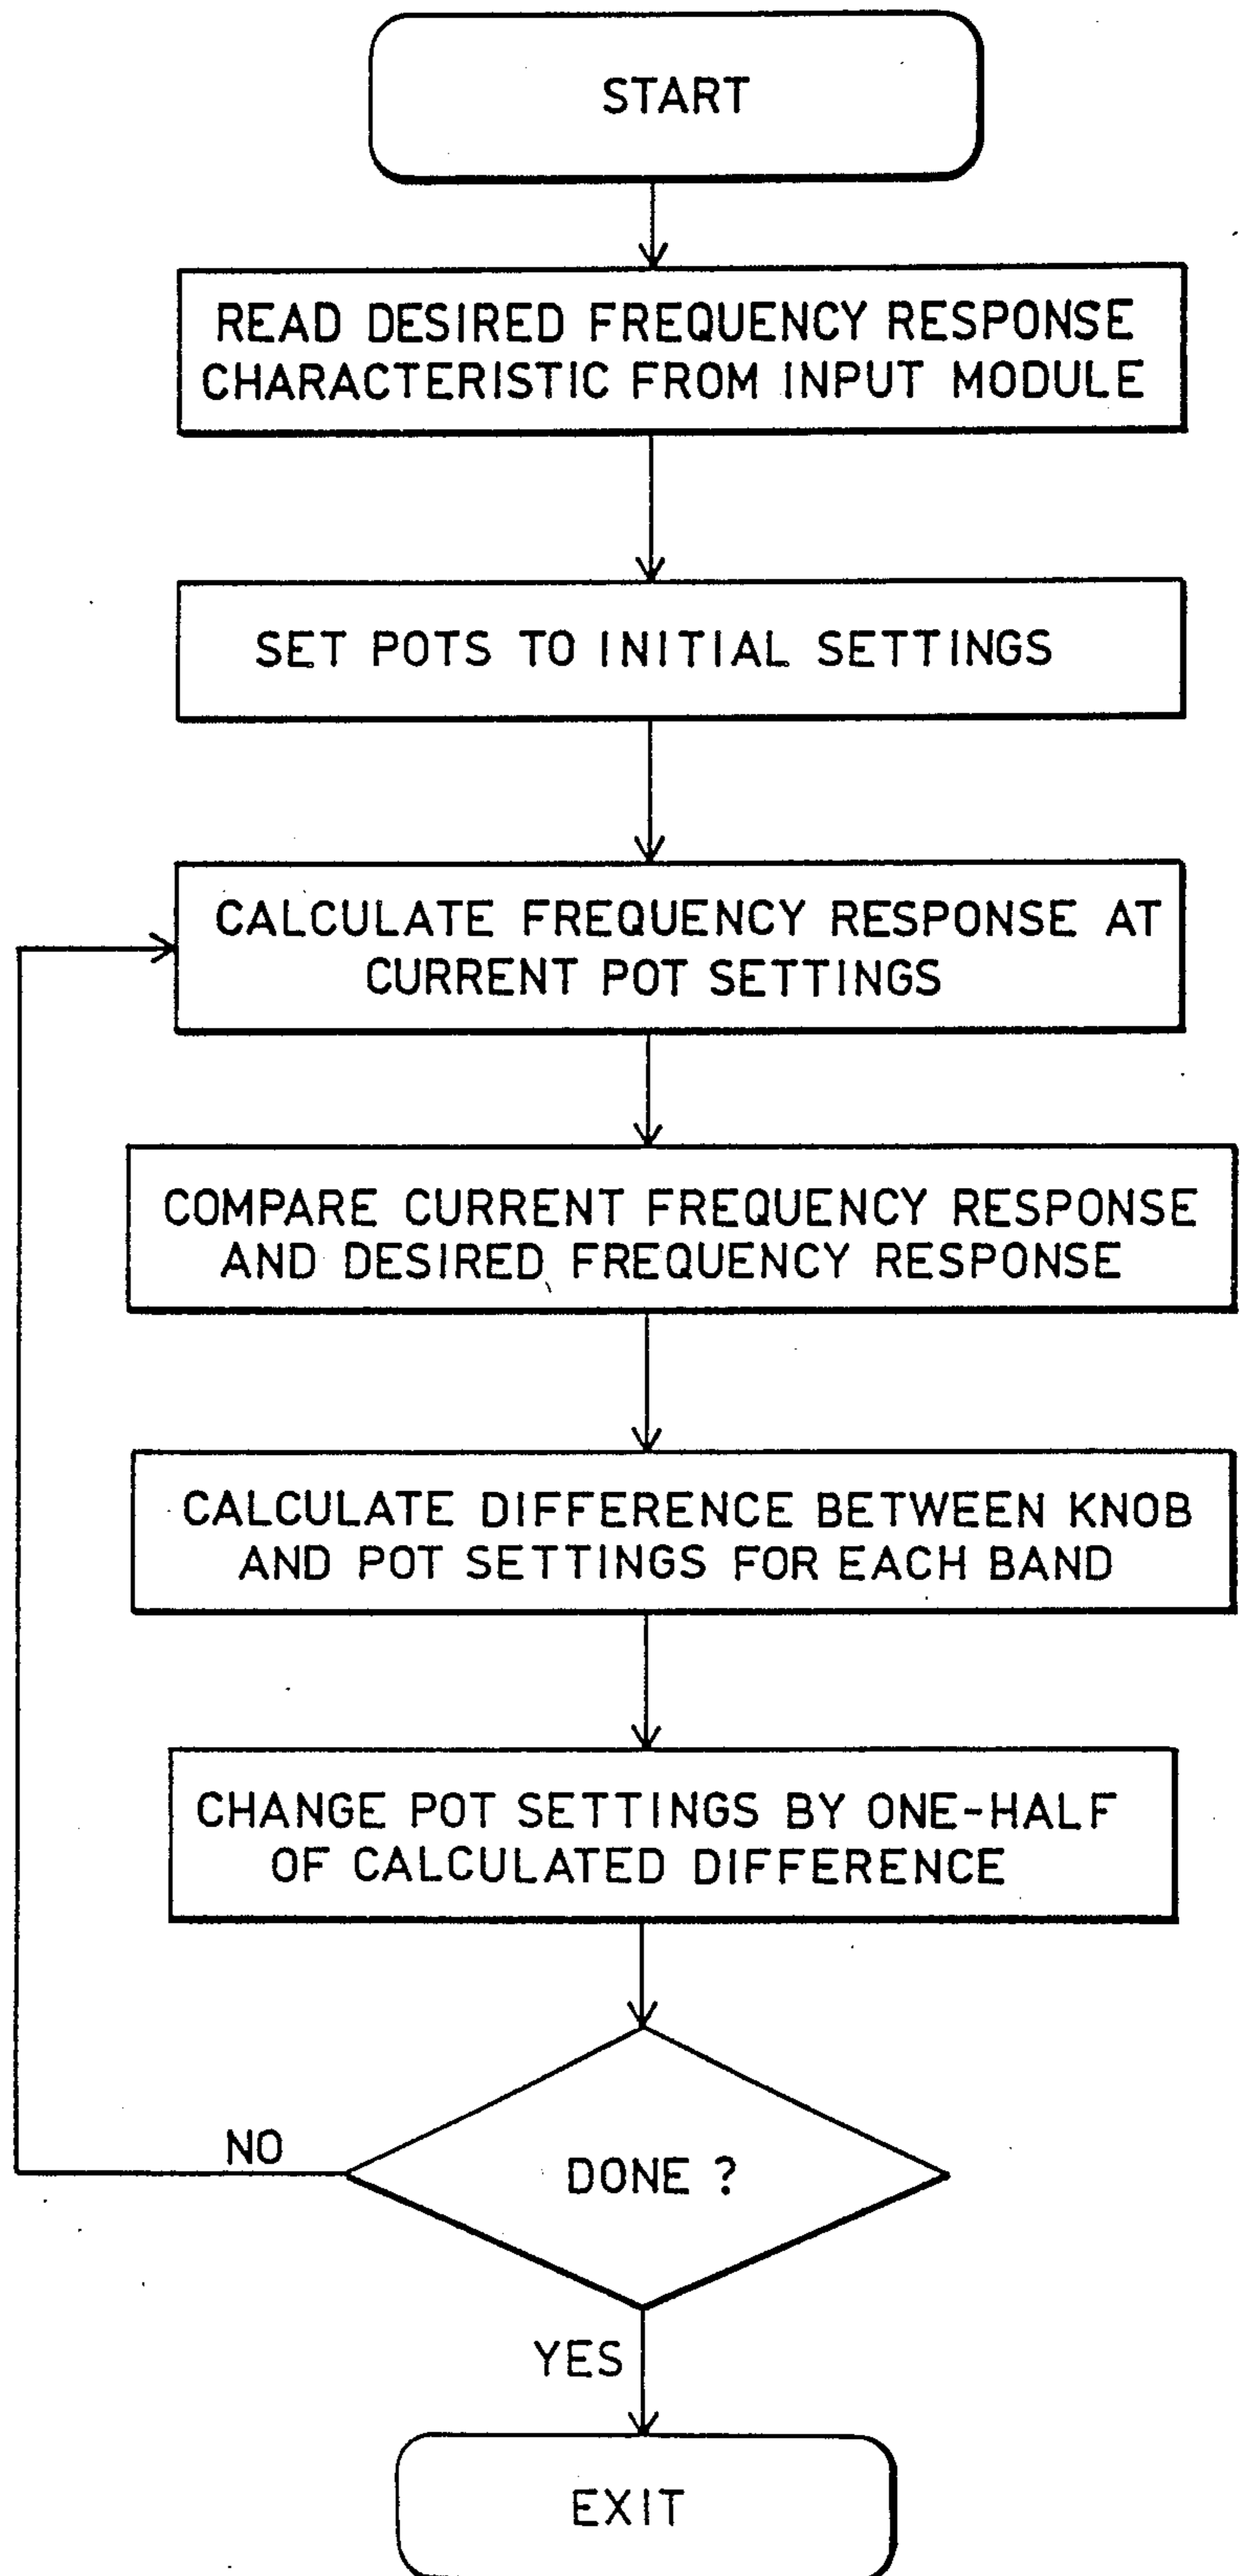 START
READ DESIRED FREQUENCY RESPONSE
CHARACTERISTIC FROM INPUT MODULE
SET POTS TO INITIAL SETTINGS
CALCULATE FREQUENCY RESPONSE AT
CURRENT POT SETTINGS
COMPARE CURRENT FREQUENCY RESPONSE
AND DESIRED FREQUENCY RESPONSE
CALCULATE DIFFERENCE BETWEEN KNOB
AND POT SETTINGS FOR EACH BAND
CHANGE POT SETTINGS BY ONE-HALF
OF CALCULATED DIFFERENCE
NO
DONE ?
YES
EXIT